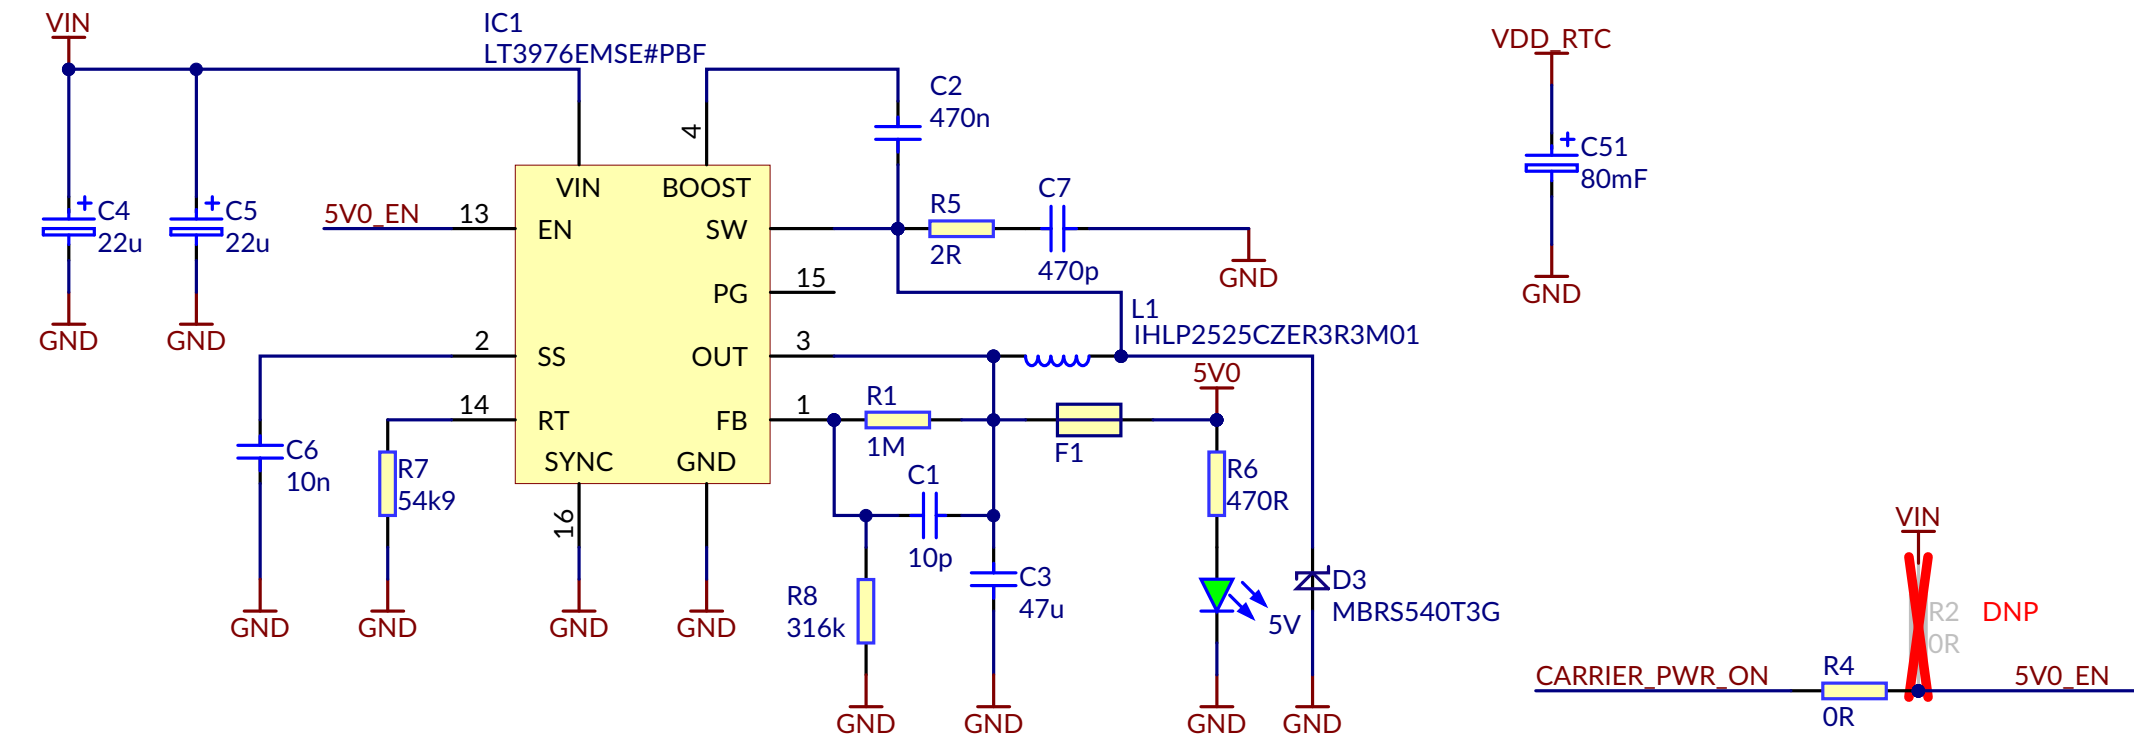 VIN
IC1
LT3976EMSE#PBF
VDD_RTC
C2
470n
4
C51
80mF
VIN
BOOST
C4
22u
C5
22u
5V0_EN
13
EN
SW
R5
2R
C7
470p
GND
PG
15
GND
L1
IHLP2525CZER3R3M01
GND
GND
2
SS
OUT
3
5V0
14
RT
FB
1
R1
1M
F1
C6
10n
R7
54k9
SYNC
GND
C1
10p
R6
470R
16
VIN
R8
316k
C3
47u
5V
D3
MBRS540T3G
R2
0R
DNP
GND
GND
GND
GND
CARRIER_PWR_ON
R4
0R
5V0_EN
GND
GND
GND
GND